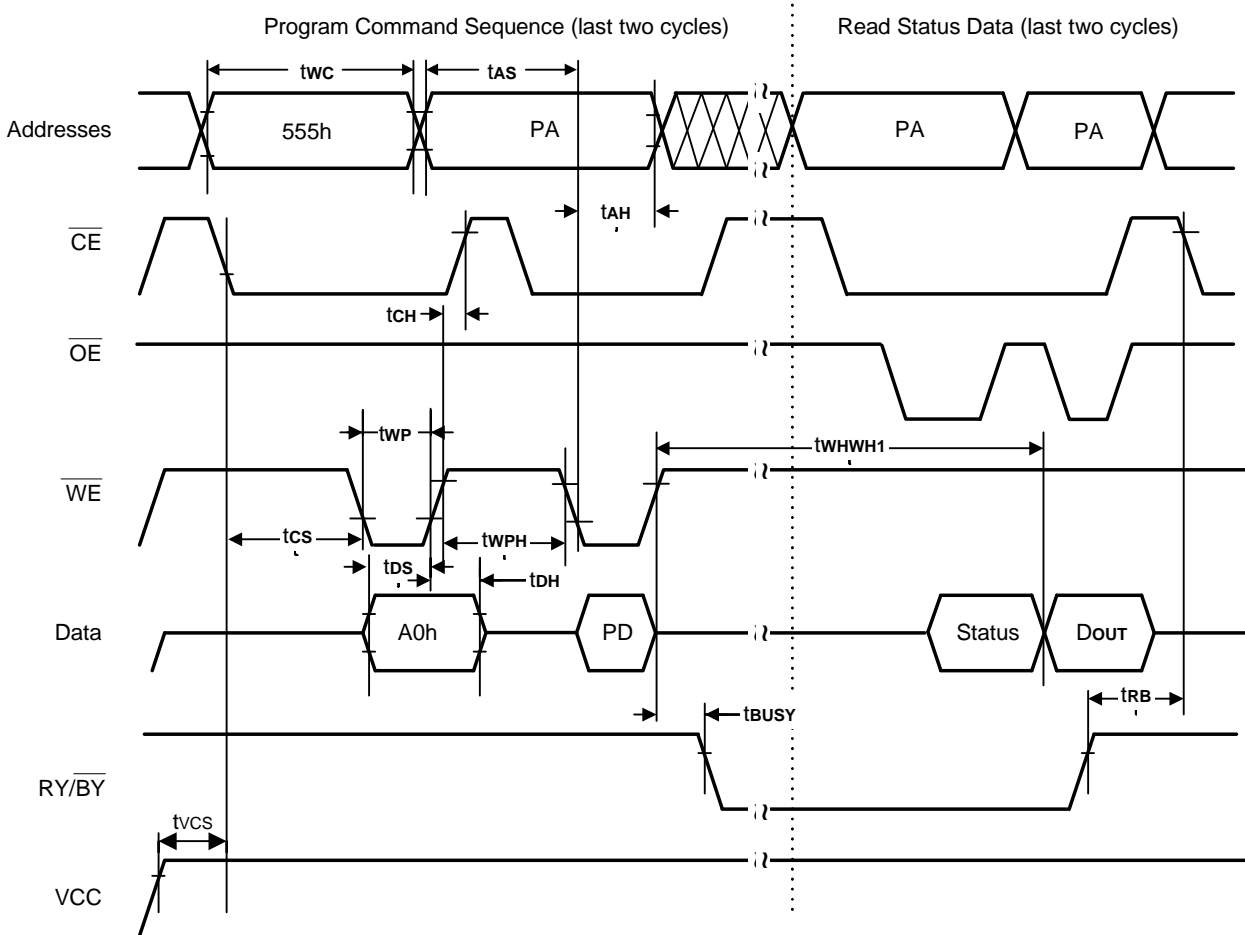 Program Command Sequence (last two cycles)
Read Status Data (last two cycles)
tWC
tAS
Addresses
555h
PA
PA
PA
tAH
CE
tCH
OE
tWP
tWHWH1
WE
tCS
tWPH
tDS
tDH
Data
A0h
PD
Status
DOUT
tBUSY
tRB
RY/BY
tVCS
VCC